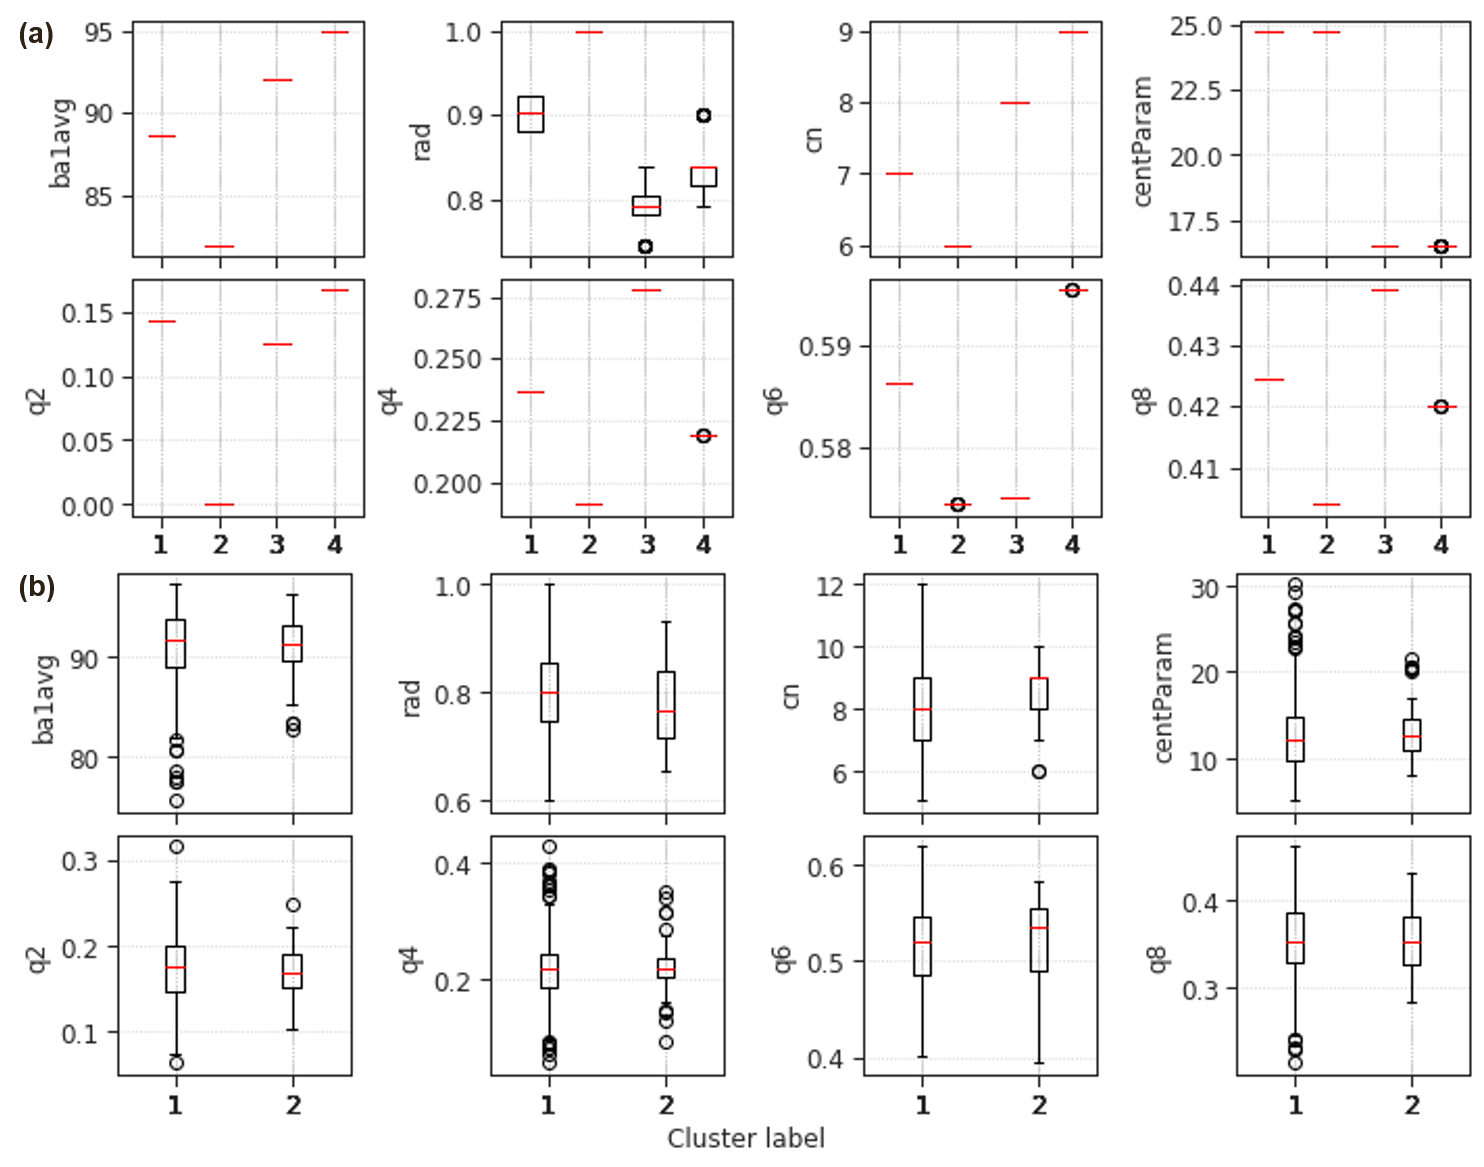 (a)
ba1avg
95
90
85
rad
1.0
0.9
0.8
cn
9
8
7
6
centParam
25.0
22.5
20.0
17.5
q2
0.15
0.10
0.05
0.00
1 2 3 4
q4
0.275
0.250
0.225
0.200
1 2 3 4
q6
0.59
0.58
1 2 3 4
q8
0.44
0.43
0.42
0.41
1 2 3 4
(b)
ba1avg
90
80
rad
1.0
0.8
0.6
cn
12
10
8
6
centParam
30
20
10
q2
0.3
0.2
0.1
1 2
q4
0.4
0.2
1 2
q6
0.6
0.5
0.4
1 2
q8
0.4
0.3
1 2
Cluster label